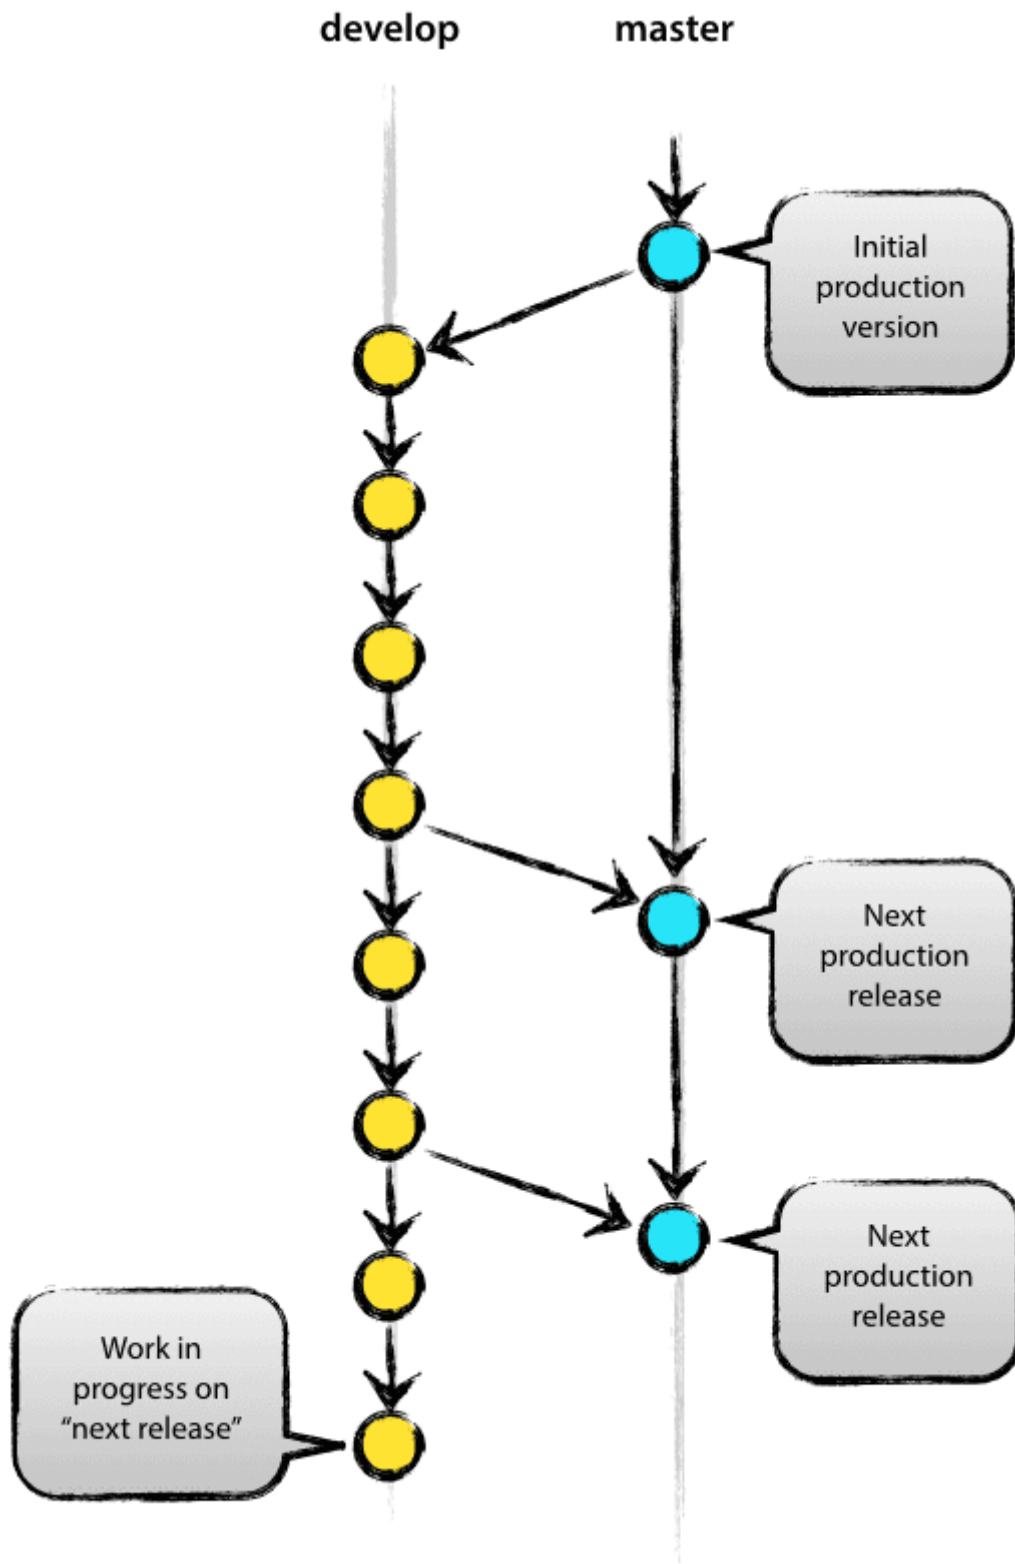 develop
master
Initial
production
version
Next
production
release
Next
production
release
Work in
progress on
“next release”